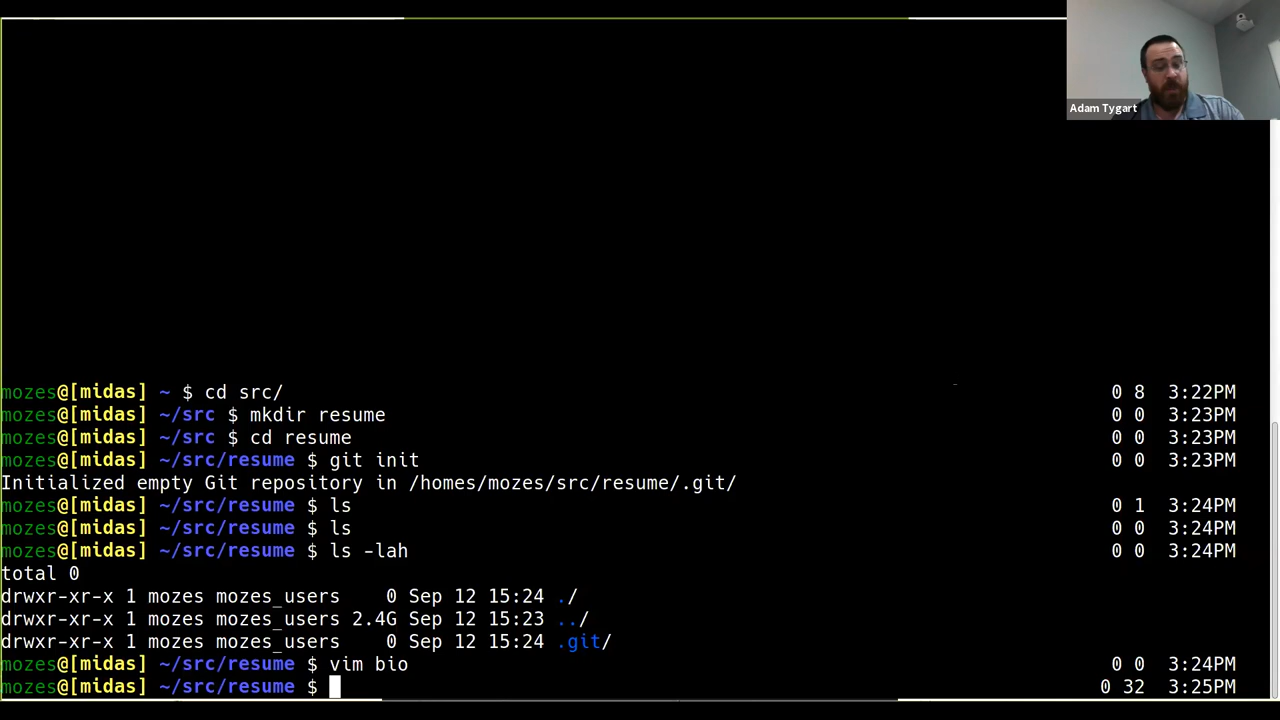 Adam Tygart
mozes@[midas] ~ $ cd src/ 0 8 3:22PM
mozes@[midas] ~/src $ mkdir resume 0 0 3:23PM
mozes@[midas] ~/src $ cd resume 0 0 3:23PM
mozes@[midas] ~/src/resume $ git init 0 0 3:23PM
Initialized empty Git repository in /homes/mozes/src/resume/.git/
mozes@[midas] ~/src/resume $ ls 0 1 3:24PM
mozes@[midas] ~/src/resume $ ls 0 0 3:24PM
mozes@[midas] ~/src/resume $ ls -lah 0 0 3:24PM
total 0
drwxr-xr-x 1 mozes mozes_users 0 Sep 12 15:24 ./
drwxr-xr-x 1 mozes mozes_users 2.4G Sep 12 15:23 ../
drwxr-xr-x 1 mozes mozes_users 0 Sep 12 15:24 .git/
mozes@[midas] ~/src/resume $ vim bio 0 0 3:24PM
mozes@[midas] ~/src/resume $ 0 32 3:25PM